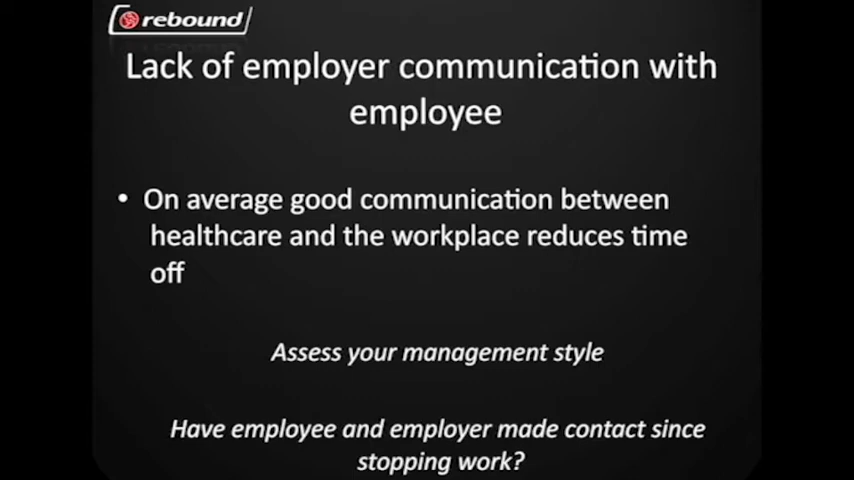 rebound
Lack of employer communication with
employee
• On average good communication between
healthcare and the workplace reduces time
off
Assess your management style
Have employee and employer made contact since
stopping work?